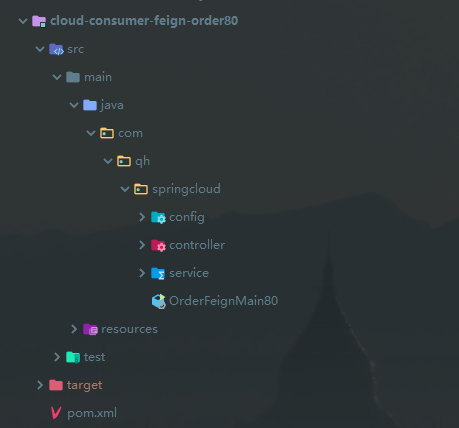 cloud-consumer-feign-order80
src
main
java
com
qh
springcloud
config
controller
service
OrderFeignMain80
resources
test
target
pom.xml